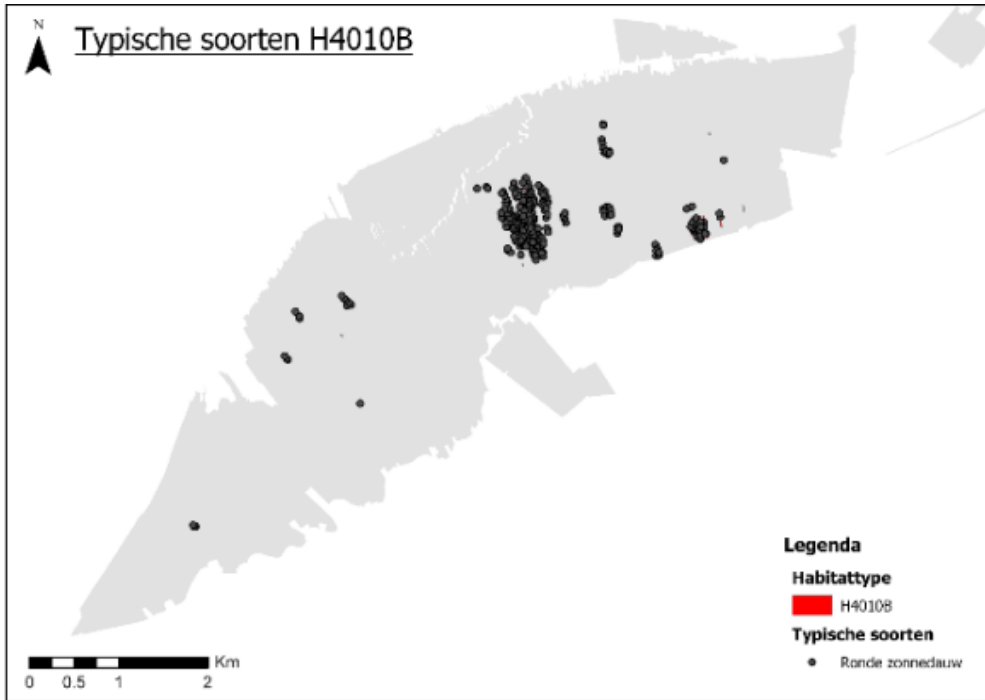 N
Typische soorten H4010B
Legenda
Habitattype
H4010B
Typische soorten
Ronde zonnedauw
Km
0 0.5 1 2